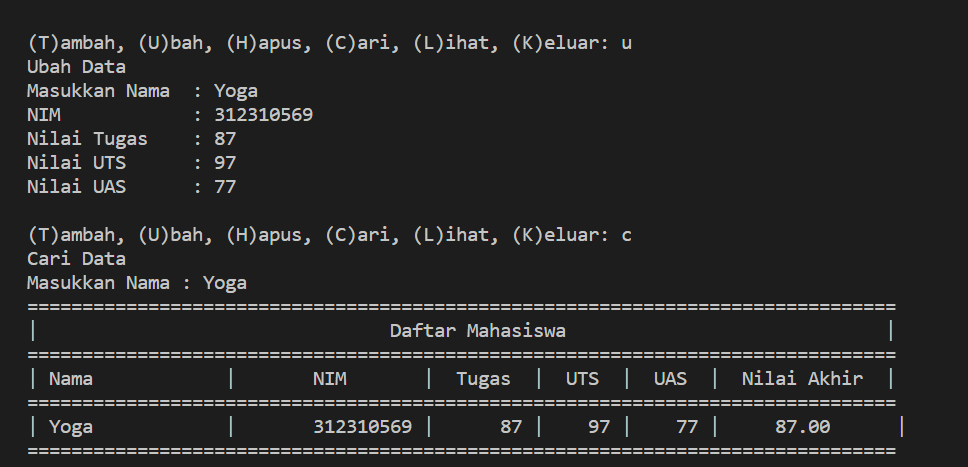 (T)ambah, (U)bah, (H)apus, (C)ari, (L)ihat, (K)eluar: u
Ubah Data
Masukkan Nama  : Yoga
NIM            : 312310569
Nilai Tugas    : 87
Nilai UTS      : 97
Nilai UAS      : 77
(T)ambah, (U)bah, (H)apus, (C)ari, (L)ihat, (K)eluar: c
Cari Data
Masukkan Nama : Yoga
===============================================================================
|                                Daftar Mahasiswa                             |
===============================================================================
| Nama            |       NIM       |  Tugas  |  UTS  |  UAS  |  Nilai Akhir  |
===============================================================================
| Yoga            |       312310569 |      87 |    97 |    77 |     87.00      |
===============================================================================